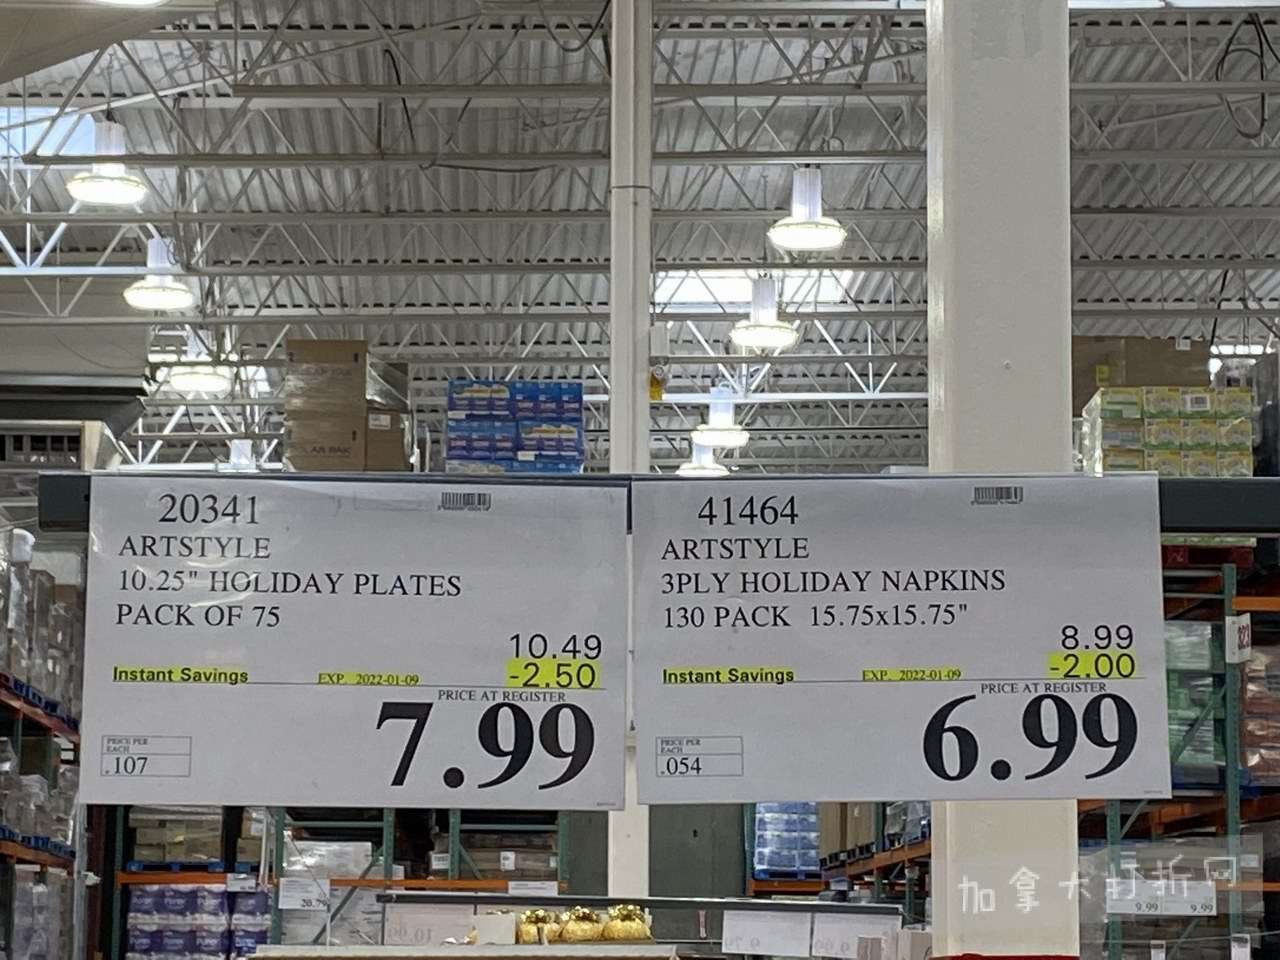 20341
ARTSTYLE
10.25" HOLIDAY PLATES
PACK OF 75
10.49
Instant Savings EXP. 2022-01-09 -2.50
PRICE AT REGISTER
7.99
PRICE PER
EACH
.107
41464
ARTSTYLE
3PLY HOLIDAY NAPKINS
130 PACK 15.75x15.75"
8.99
Instant Savings EXP. 2022-01-09 -2.00
PRICE AT REGISTER
6.99
PRICE PER
EACH
.054
20.79
9.99 9.99
加拿大打折网